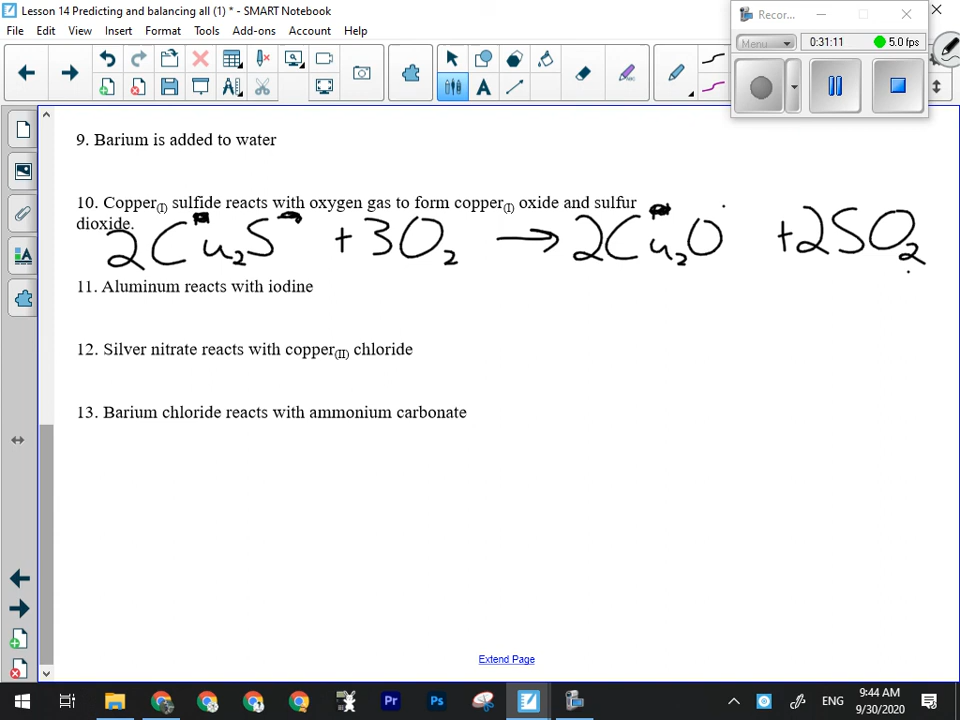 Lesson 14 Predicting and balancing all (1) * - SMART Notebook
Recor...
File Edit View Insert Format Tools Add-ons Account Help
Menu
0:31:11
5.0 fps
9. Barium is added to water
10. Copper(I) sulfide reacts with oxygen gas to form copper(I) oxide and sulfur
dioxide.
2Cu₂S + 3O₂ → 2Cu₂O + 2SO₂
11. Aluminum reacts with iodine
12. Silver nitrate reacts with copper(II) chloride
13. Barium chloride reacts with ammonium carbonate
Extend Page
Pr
Ps
ENG
9:44 AM
9/30/2020